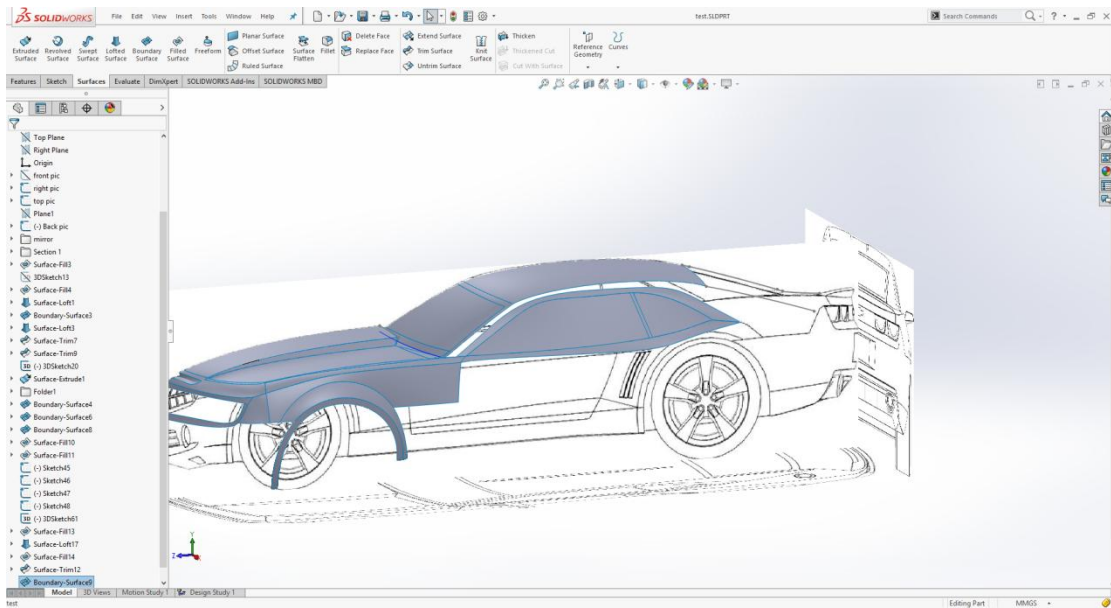 SOLIDWORKS File Edit View Insert Tools Window Help test.SLDPRT Search Commands
Extruded Surface
Revolved Surface
Swept Surface
Lofted Surface
Boundary Surface
Filled Surface
Freeform
Planar Surface
Offset Surface
Ruled Surface
Surface Flatten
Fillet
Delete Face
Replace Face
Extend Surface
Trim Surface
Untrim Surface
Knit Surface
Thicken
Thickened Cut
Cut With Surface
Reference Geometry
Curves
Features Sketch Surfaces Evaluate DimXpert SOLIDWORKS Add-Ins SOLIDWORKS MBD
Top Plane
Right Plane
Origin
front pic
right pic
top pic
Plane1
(-) Back pic
mirror
Section 1
Surface-Fill3
3DSketch13
Surface-Fill4
Surface-Loft1
Boundary-Surface3
Surface-Loft3
Surface-Trim7
Surface-Trim9
3D (-) 3DSketch20
Surface-Extrude1
Folder1
Boundary-Surface4
Boundary-Surface6
Boundary-Surface8
Surface-Fill10
Surface-Fill11
(-) Sketch45
(-) Sketch46
(-) Sketch47
(-) Sketch48
3D (-) 3DSketch61
Surface-Fill13
Surface-Loft17
Surface-Fill14
Surface-Trim12
Boundary-Surface9
Y
Z
Model 3D Views Motion Study 1 Design Study 1
test Editing Part MMGS